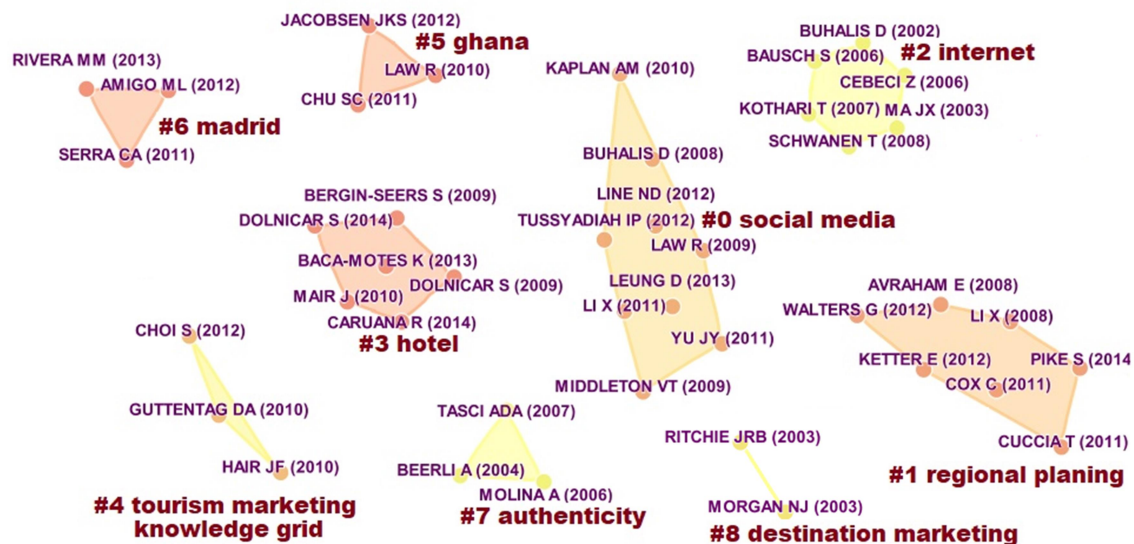 RIVERA MM (2013)
AMIGO ML (2012)
#6 madrid
SERRA CA (2011)
JACOBSEN JKS (2012)
#5 ghana
LAW R (2010)
CHU SC (2011)
KAPLAN AM (2010)
BUHALIS D (2008)
LINE ND (2012)
TUSSYADIAH IP (2012)
#0 social media
LAW R (2009)
LEUNG D (2013)
LI X (2011)
YU JY (2011)
MIDDLETON VT (2009)
BUHALIS D (2002)
BAUSCH S (2006)
#2 internet
CEBECI Z (2006)
KOTHARI T (2007)
MA JX (2003)
SCHWANEN T (2008)
BERGIN-SEERS S (2009)
DOLNICAR S (2014)
BACA-MOTES K (2013)
DOLNICAR S (2009)
MAIR J (2010)
CARUANA R (2014)
#3 hotel
AVRAHAM E (2008)
WALTERS G (2012)
LI X (2008)
KETTER E (2012)
PIKE S (2014
COX C (2011)
CUCCIA T (2011)
#1 regional planing
CHOI S (2012)
GUTTENTAG DA (2010)
HAIR JF (2010)
#4 tourism marketing
knowledge grid
TASCI ADA (2007)
BEERLI A (2004)
MOLINA A (2006)
#7 authenticity
RITCHIE JRB (2003)
MORGAN NJ (2003)
#8 destination marketing